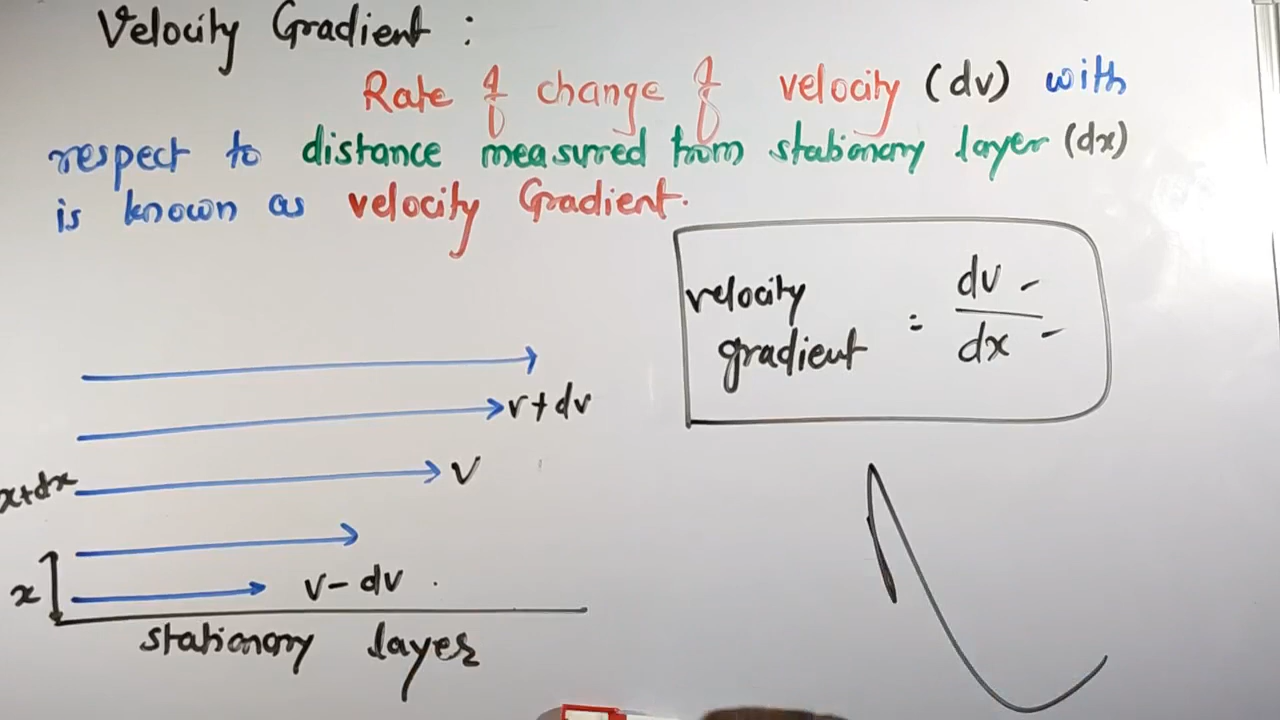 Velocity Gradient :
Rate of change of velocity (dv) with
respect to distance measured from stationary layer (dx)
is known as velocity Gradient.
velocity
gradient = dv/dx
v+dv
v
x+dx
x
v- dv
stationary layer